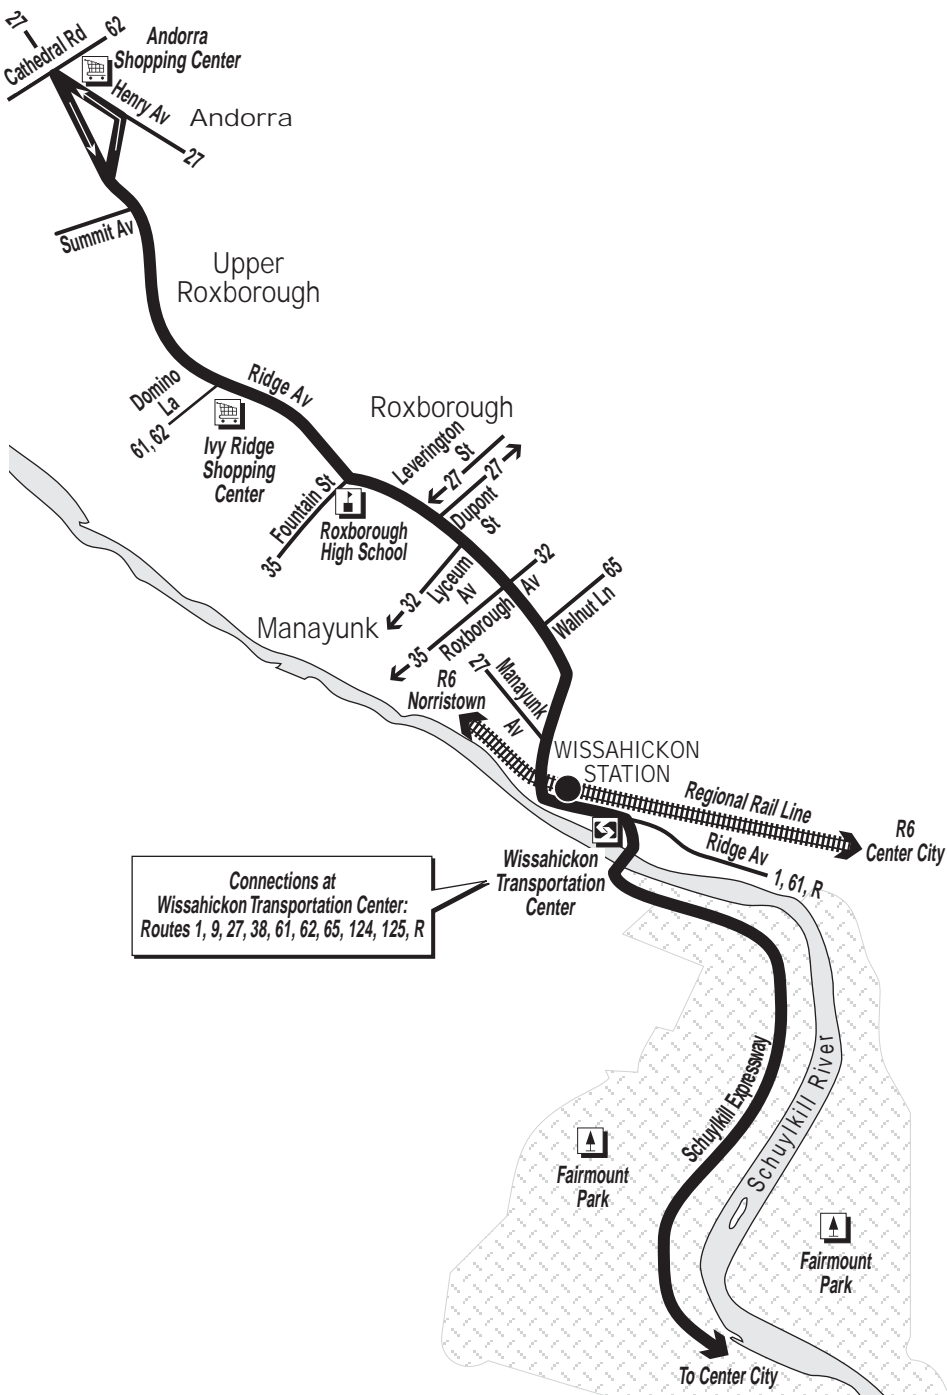 27
Cathedral Rd
62
Andorra
Shopping Center
Henry Av
Andorra
27
Summit Av
Upper
Roxborough
Domino
La
61, 62
Ridge Av
Ivy Ridge
Shopping
Center
Roxborough
Leverington
St
27
27
Dupont
St
Fountain St
35
Roxborough
High School
Lyceum
Av
32
32
Roxborough Av
35
65
Walnut Ln
Manayunk
27
Manayunk
Av
R6
Norristown
WISSAHICKON
STATION
Regional Rail Line
R6
Center City
Ridge Av
1, 61, R
Wissahickon
Transportation
Center
Connections at
Wissahickon Transportation Center:
Routes 1, 9, 27, 38, 61, 62, 65, 124, 125, R
Schuylkill Expressway
Schuylkill River
Fairmount
Park
Fairmount
Park
To Center City